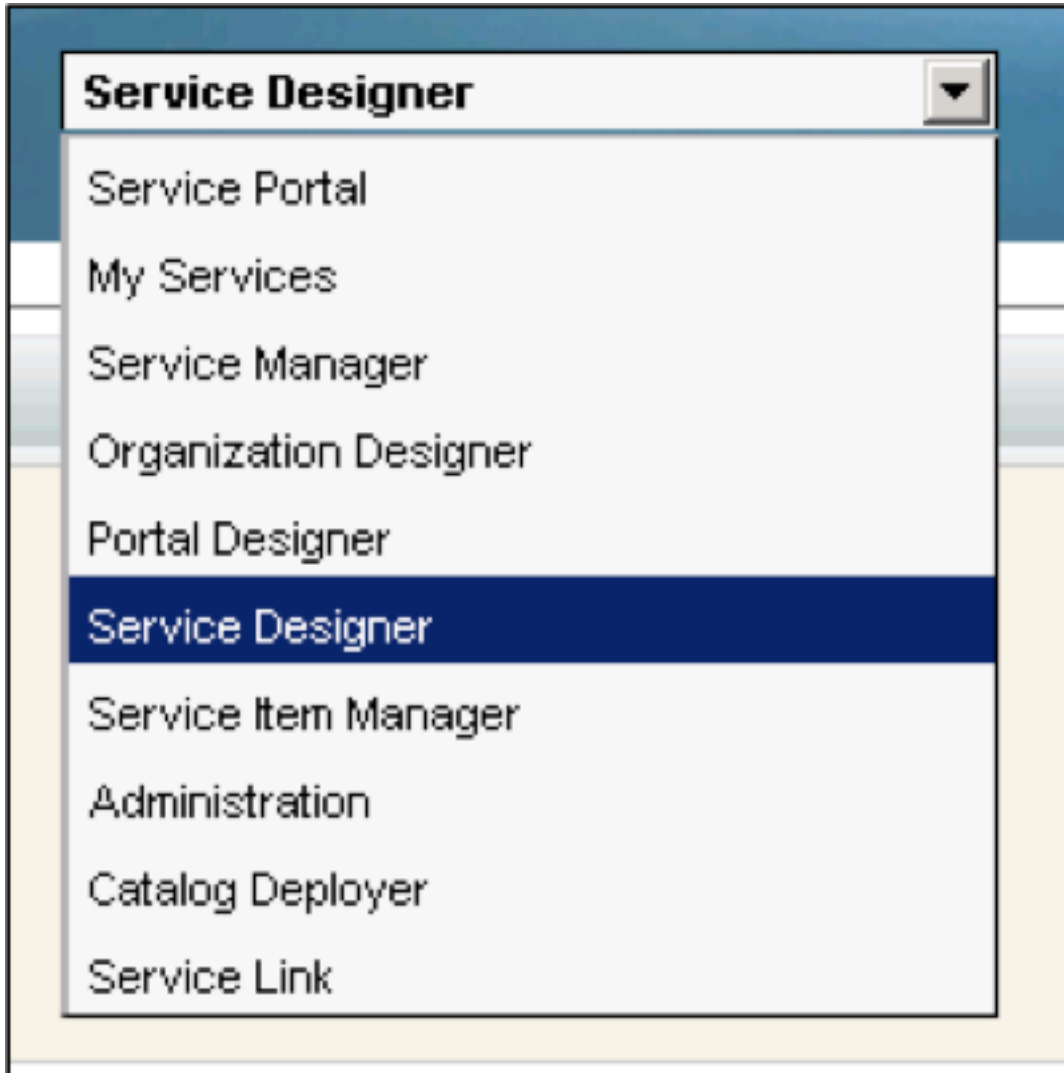 Service Designer
Service Portal
My Services
Service Manager
Organization Designer
Portal Designer
Service Designer
Service Item Manager
Administration
Catalog Deployer
Service Link